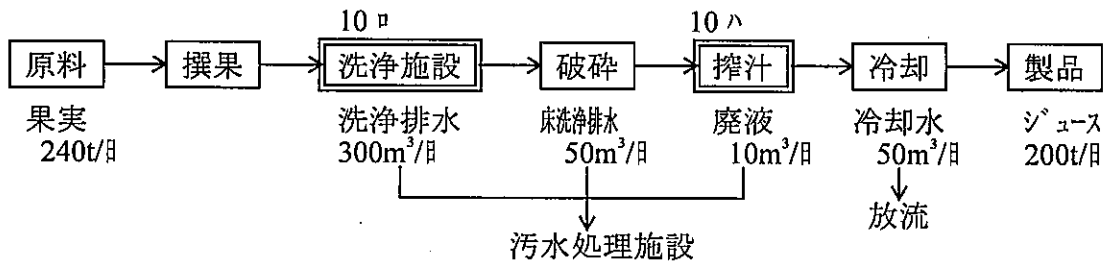 10ロ 10ハ
原料 撰果 洗浄施設 破砕 搾汁 冷却 製品
果実 洗浄排水 床洗浄排水 廃液 冷却水 ジュース
240t/日 300m³/日 50m³/日 10m³/日 50m³/日 200t/日
放流
汚水処理施設